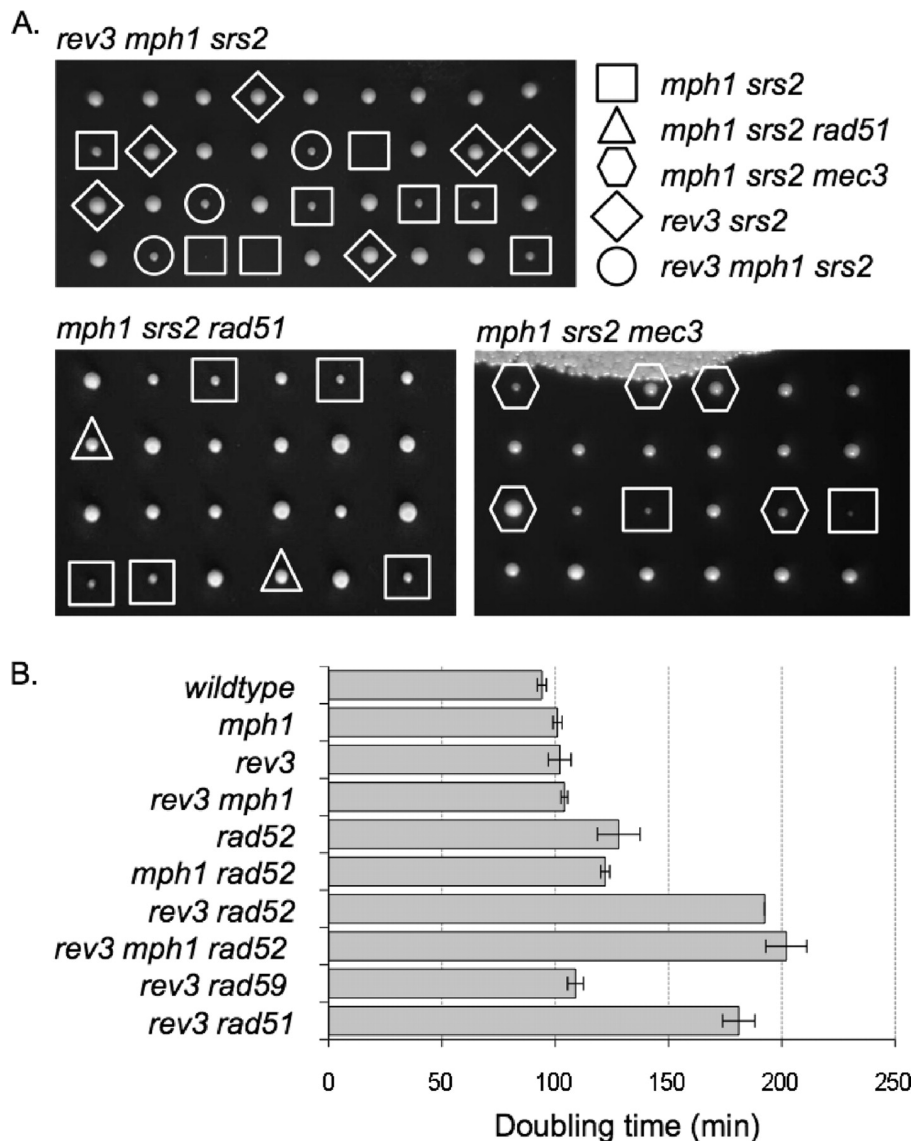 A.
rev3 mph1 srs2
mph1 srs2
mph1 srs2 rad51
mph1 srs2 mec3
rev3 srs2
rev3 mph1 srs2
mph1 srs2 rad51
mph1 srs2 mec3
B.
wildtype
mph1
rev3
rev3 mph1
rad52
mph1 rad52
rev3 rad52
rev3 mph1 rad52
rev3 rad59
rev3 rad51
0 50 100 150 200 250
Doubling time (min)